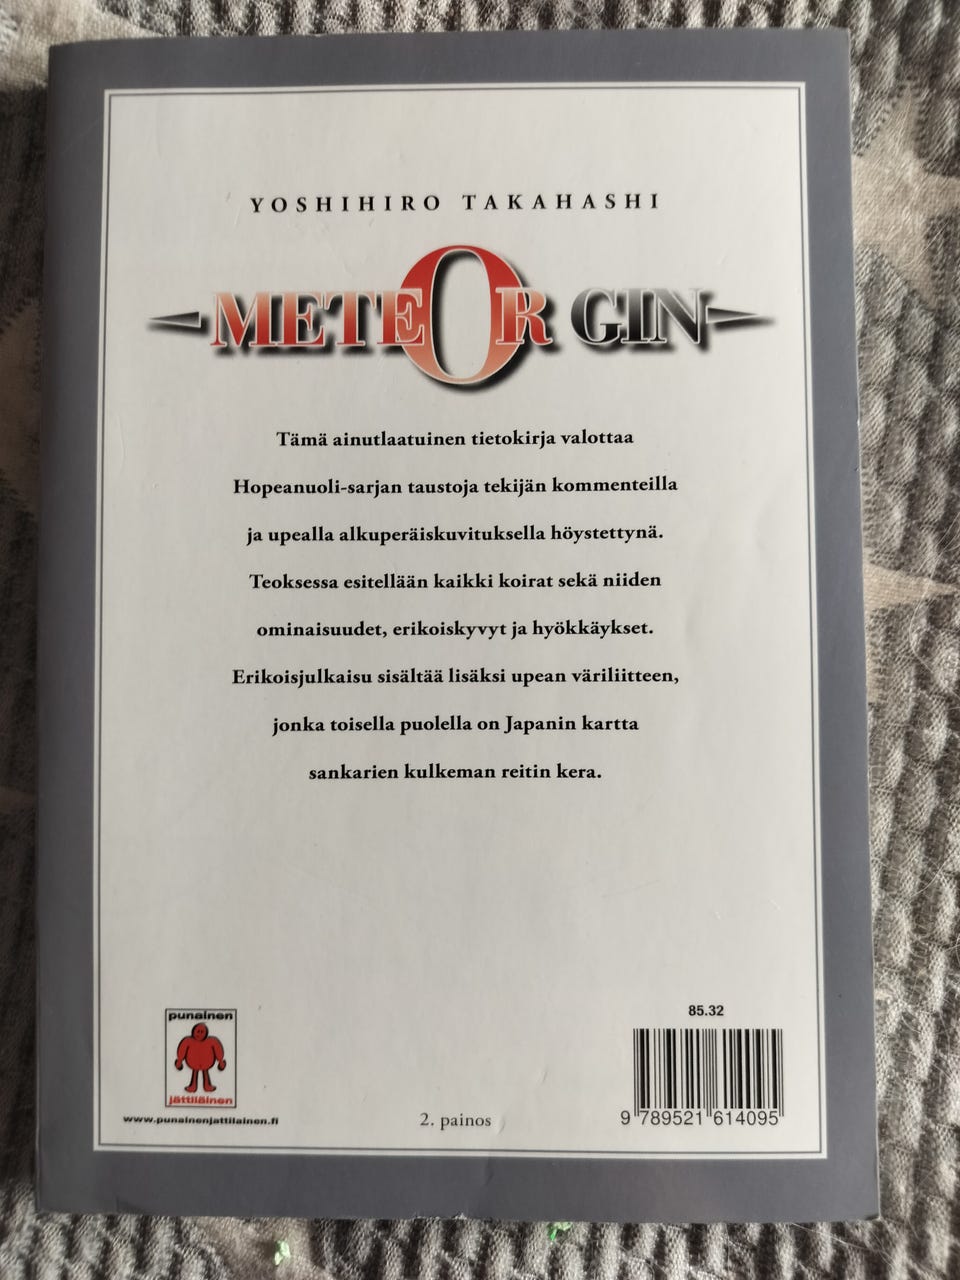 YOSHIHIRO TAKAHASHI
METEOR GIN
Tämä ainutlaatuinen tietokirja valottaa
Hopeanuoli-sarjan taustoja tekijän kommenteilla
ja upealla alkuperäiskuvituksella höystettynä.
Teoksessa esitellään kaikki koirat sekä niiden
ominaisuudet, erikoiskyvyt ja hyökkäykset.
Erikoisjulkaisu sisältää lisäksi upean väriliitteen,
jonka toisella puolella on Japanin kartta
sankarien kulkeman reitin kera.
punainen
jättiläinen
www.punainenjattilainen.fi
2. painos
85.32
9 789521 614095